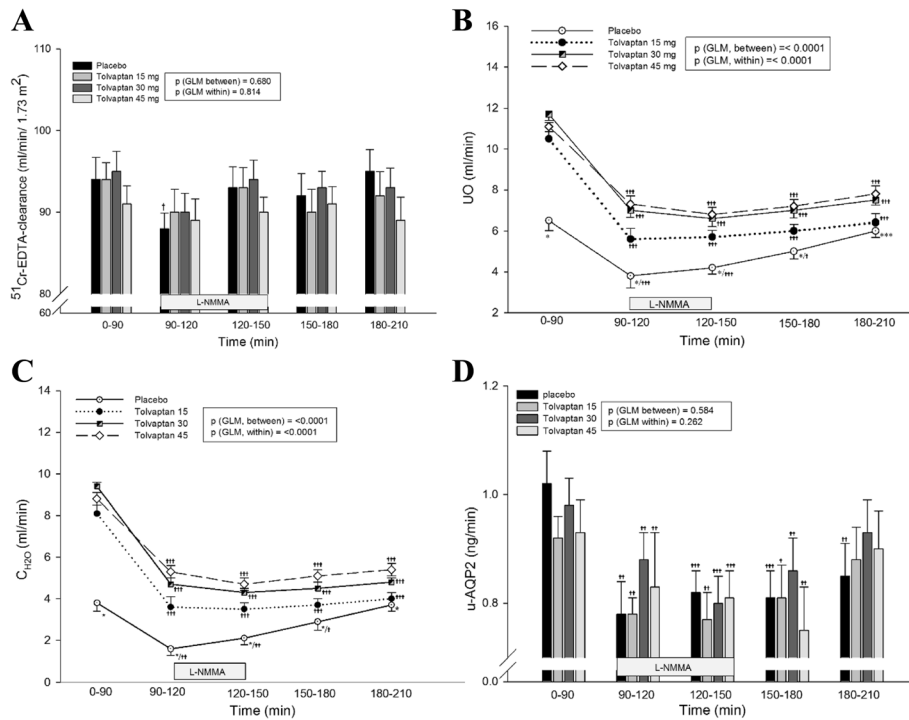 A
⁵¹Cr-EDTA-clearance (ml/min/ 1.73 m²)
110
100
90
80
60
Placebo
Tolvaptan 15 mg
Tolvaptan 30 mg
Tolvaptan 45 mg
p (GLM between) = 0.680
p (GLM within) = 0.814
†
L-NMMA
0-90 90-120 120-150 150-180 180-210
Time (min)
B
UO (ml/min)
16
14
12
10
8
6
4
2
Placebo
Tolvaptan 15 mg
Tolvaptan 30 mg
Tolvaptan 45 mg
p (GLM, between) =< 0.0001
p (GLM, within) =< 0.0001
††† ††† ††† †††
††† ††† ††† †††
††† ††† ††† †††
* */††† */††† */† ***
L-NMMA
0-90 90-120 120-150 150-180 180-210
Time (min)
C
C_H2O (ml/min)
14
12
10
8
6
4
2
0
Placebo
Tolvaptan 15
Tolvaptan 30
Tolvaptan 45
p (GLM, between) = <0.0001
p (GLM, within) = <0.0001
††† ††† ††† †††
††† ††† ††† †††
††† ††† ††† †††
* */†† */†† */† *
L-NMMA
0-90 90-120 120-150 150-180 180-210
Time (min)
D
u-AQP2 (ng/min)
1.2
1.0
0.8
0.0
placebo
Tolvaptan 15
Tolvaptan 30
Tolvaptan 45
p (GLM between) = 0.584
p (GLM within) = 0.262
†† †† †† †† ††† †† ††† ††† ††† * †† †† ††
L-NMMA
0-90 90-120 120-150 150-180 180-210
Time (min)